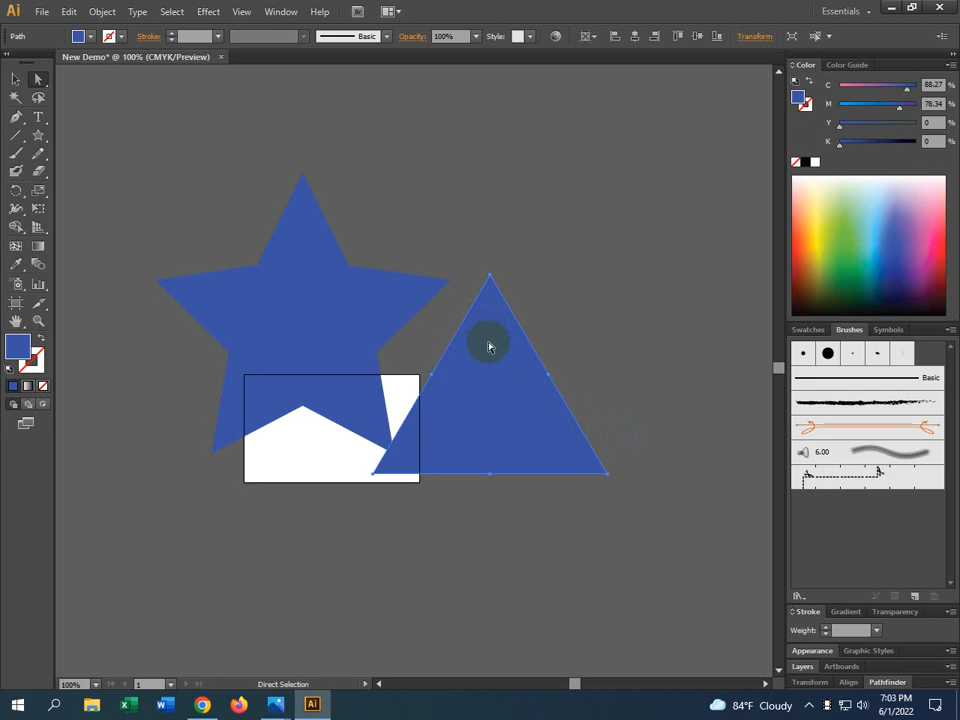 Ai File Edit Object Type Select Effect View Window Help Br Essentials
Path Stroke: Basic Opacity: 100% Style: Transform
New Demo* @ 100% (CMYK/Preview) ×
Color Color Guide
C 88.27 %
M 78.34 %
Y 0 %
K 0 %
T
Swatches Brushes Symbols
Basic
6.00
Stroke Gradient Transparency
Weight:
Appearance Graphic Styles
Layers Artboards
Transform Align Pathfinder
100% 1 Direct Selection
84°F Cloudy 7:03 PM
6/1/2022